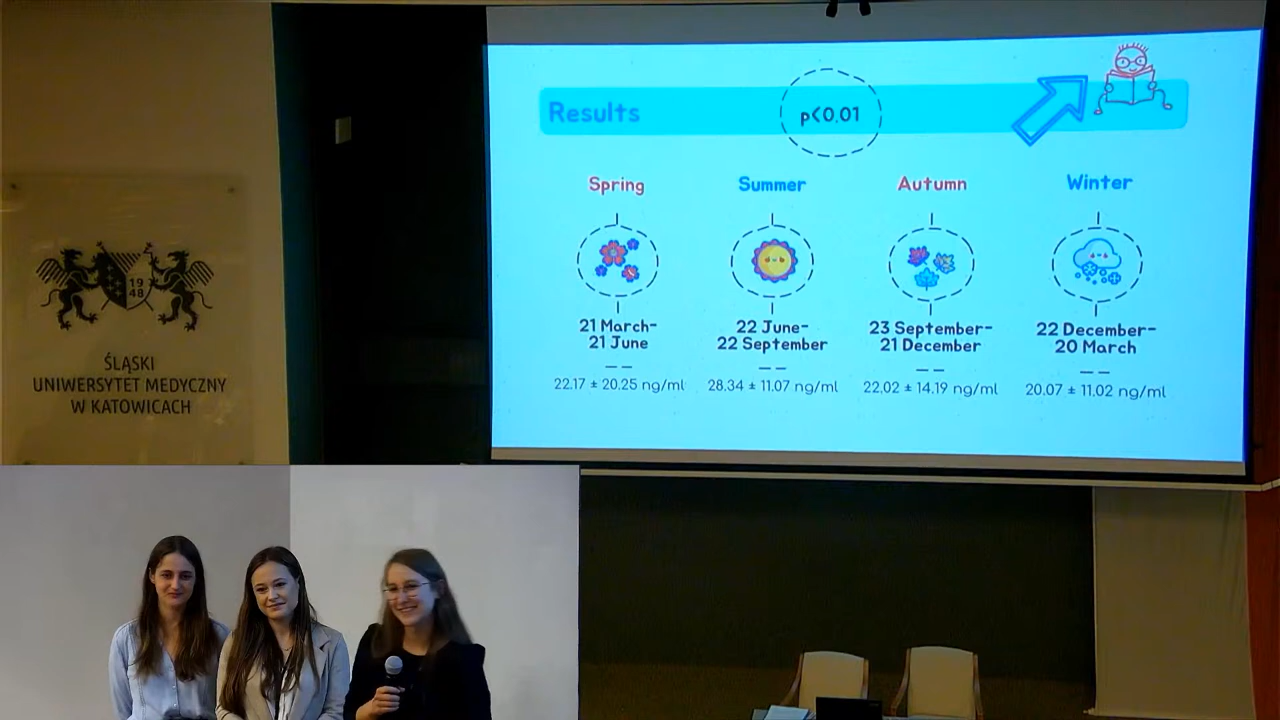 19
48
ŚLĄSKI
UNIWERSYTET MEDYCZNY
W KATOWICACH
Results
p<0.01
Spring
Summer
Autumn
Winter
21 March-
21 June
22 June-
22 September
23 September-
21 December
22 December-
20 March
22.17 ± 20.25 ng/ml
28.34 ± 11.07 ng/ml
22,02 ± 14.19 ng/ml
20.07 ± 11.02 ng/ml